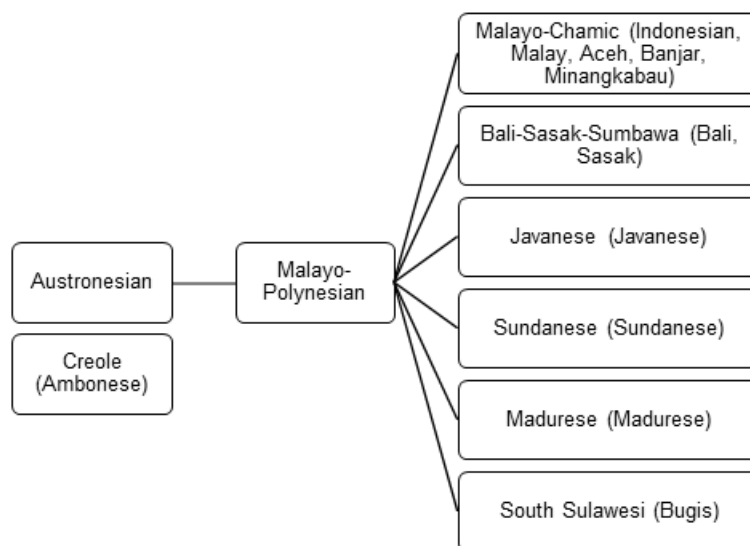 Malayo-Chamic (Indonesian,
Malay, Aceh, Banjar,
Minangkabau)
Bali-Sasak-Sumbawa (Bali,
Sasak)
Javanese (Javanese)
Austronesian
Malayo-
Polynesian
Sundanese (Sundanese)
Creole
(Ambonese)
Madurese (Madurese)
South Sulawesi (Bugis)